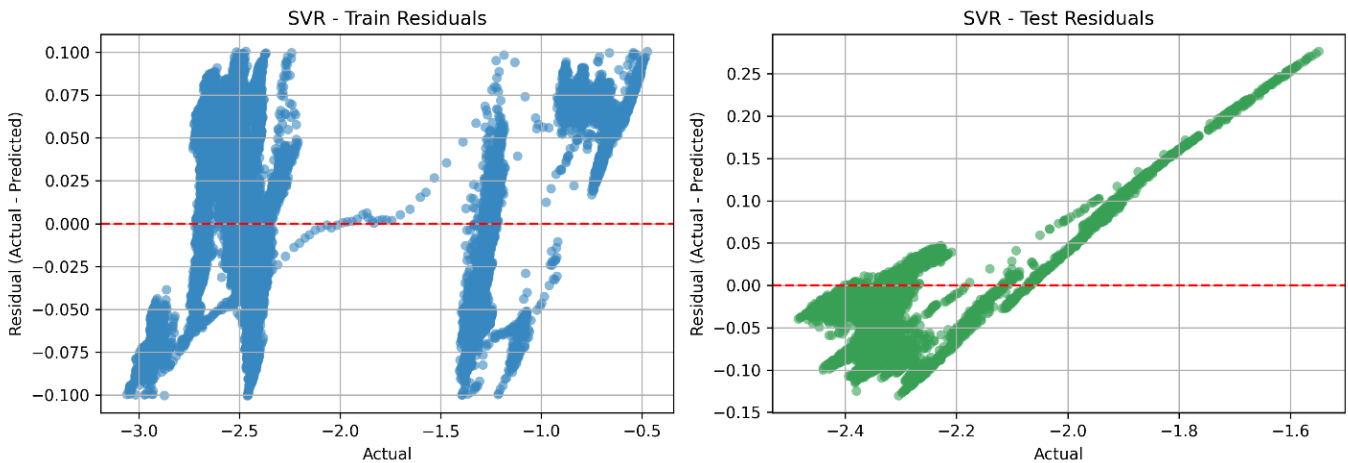 SVR - Train Residuals
Residual (Actual - Predicted)
0.100
0.075
0.050
0.025
0.000
−0.025
−0.050
−0.075
−0.100
−3.0 −2.5 −2.0 −1.5 −1.0 −0.5
Actual
SVR - Test Residuals
Residual (Actual - Predicted)
0.25
0.20
0.15
0.10
0.05
0.00
−0.05
−0.10
−0.15
−2.4 −2.2 −2.0 −1.8 −1.6
Actual